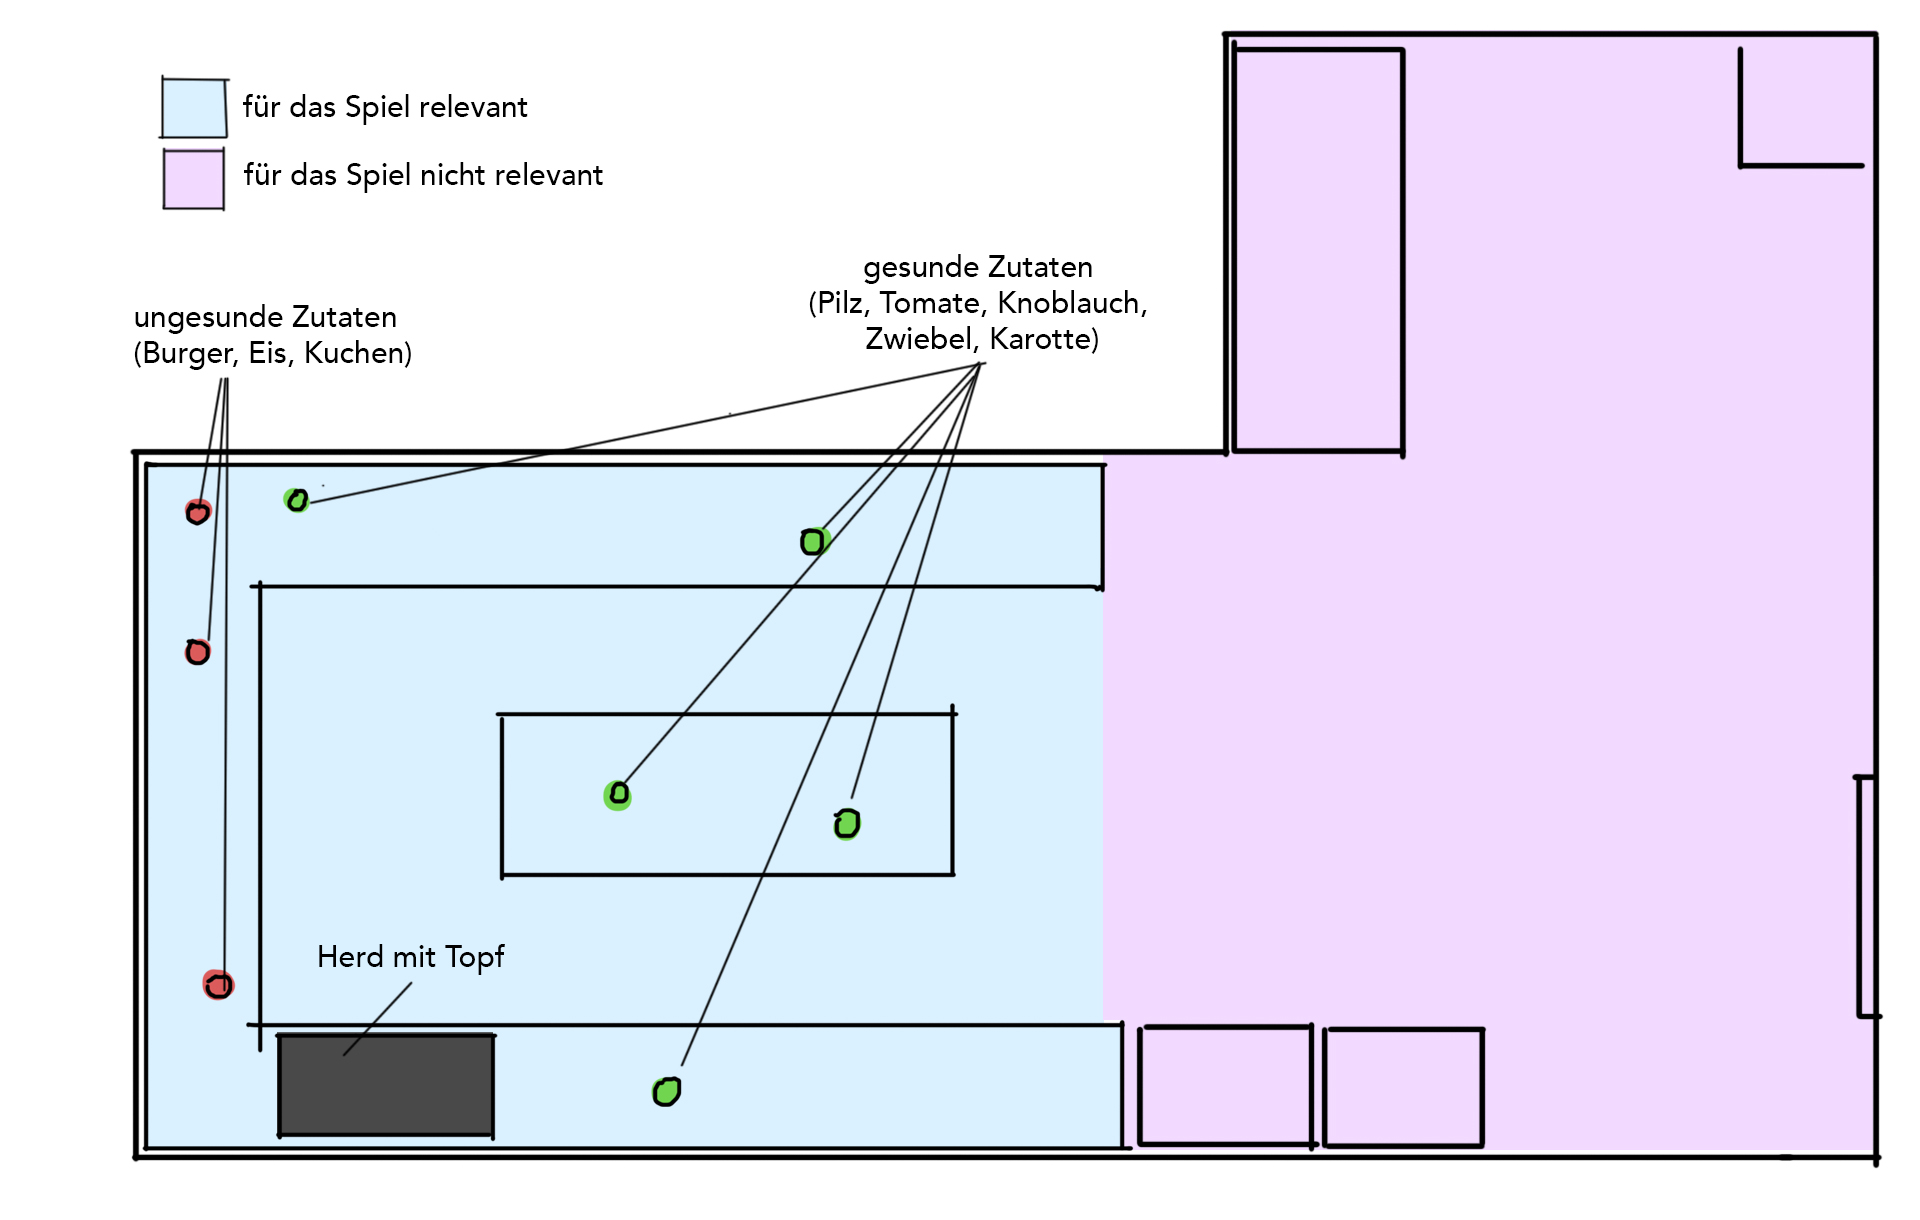 für das Spiel relevant
für das Spiel nicht relevant
gesunde Zutaten
(Pilz, Tomate, Knoblauch,
Zwiebel, Karotte)
ungesunde Zutaten
(Burger, Eis, Kuchen)
Herd mit Topf